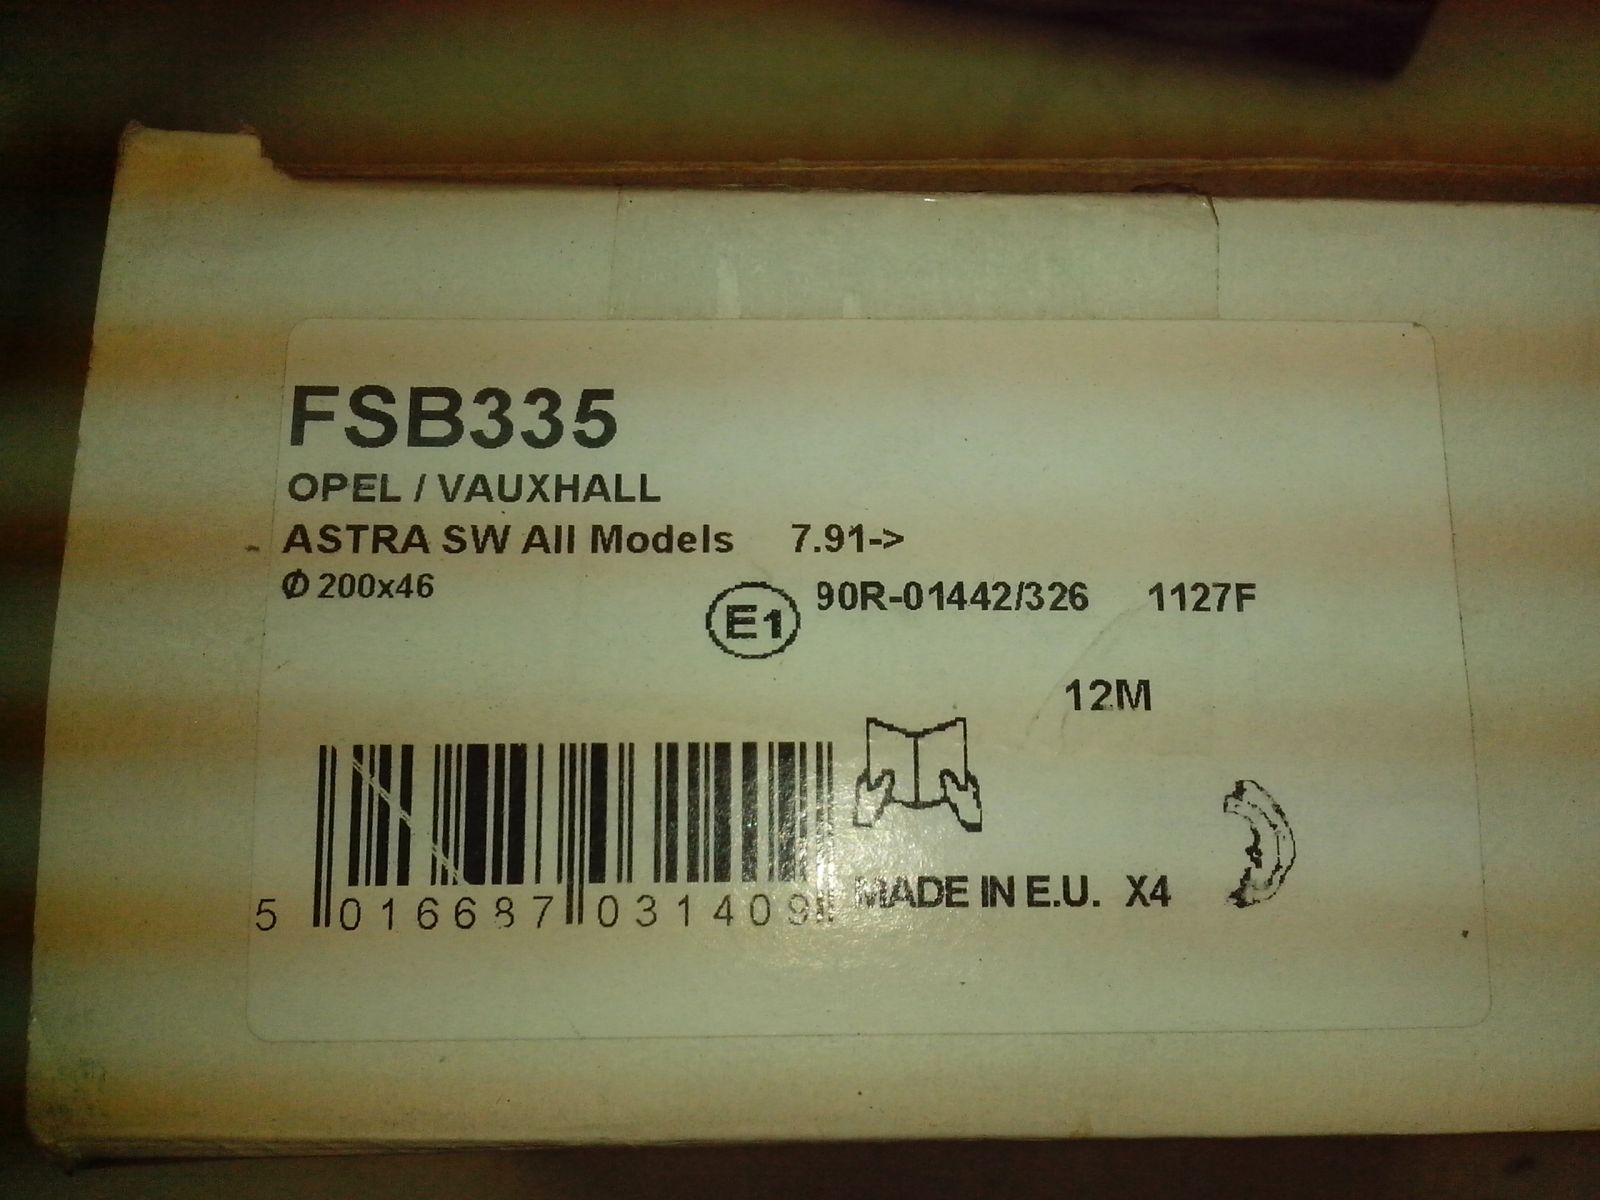 FSB335
OPEL / VAUXHALL
ASTRA SW All Models 7.91->
Ф 200x46
E1 90R-01442/326 1127F
12M
5 016687 031409
MADE IN E.U. X4